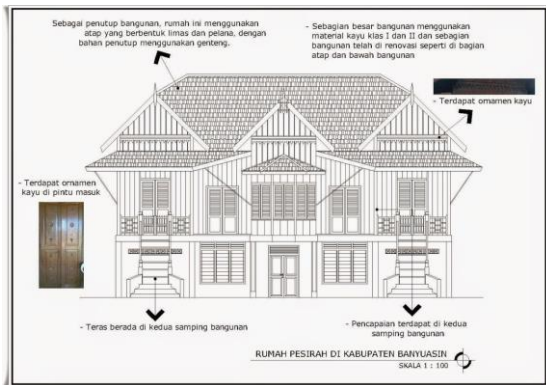 Sebagai penutup bangunan, rumah ini menggunakan
atap yang berbentuk limas dan pelana, dengan
bahan penutup menggunakan genteng.
- Sebagian besar bangunan menggunakan
material kayu klas I dan II dan sebagian
bangunan telah di renovasi seperti di bagian
atap dan bawah bangunan
- Terdapat ornamen kayu
- Terdapat ornamen
kayu di pintu masuk
- Teras berada di kedua samping bangunan
- Pencapaian terdapat di kedua
samping bangunan
RUMAH PESIRAH DI KABUPATEN BANYUASIN
SKALA 1 : 100